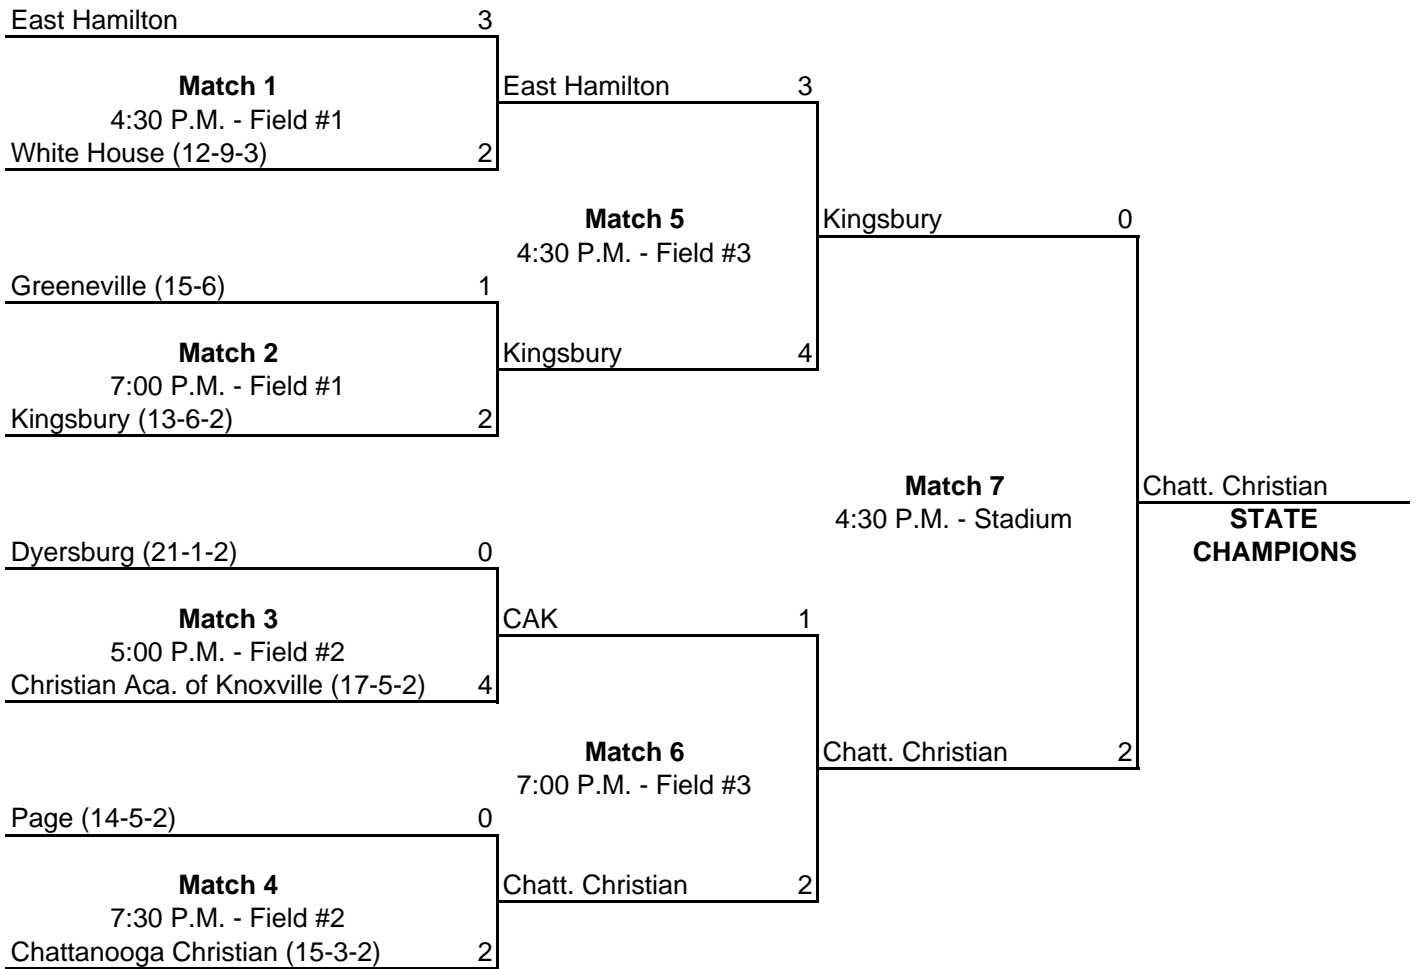 East Hamilton 3
Match 1
4:30 P.M. - Field #1
White House (12-9-3) 2
East Hamilton 3
Match 5
4:30 P.M. - Field #3
Greeneville (15-6) 1
Match 2
7:00 P.M. - Field #1
Kingsbury (13-6-2) 2
Kingsbury 4
Kingsbury 0
Match 7
4:30 P.M. - Stadium
Chatt. Christian
STATE
CHAMPIONS
Dyersburg (21-1-2) 0
Match 3
5:00 P.M. - Field #2
Christian Aca. of Knoxville (17-5-2) 4
CAK 1
Match 6
7:00 P.M. - Field #3
Chatt. Christian 2
Page (14-5-2) 0
Match 4
7:30 P.M. - Field #2
Chattanooga Christian (15-3-2) 2
Chatt. Christian 2